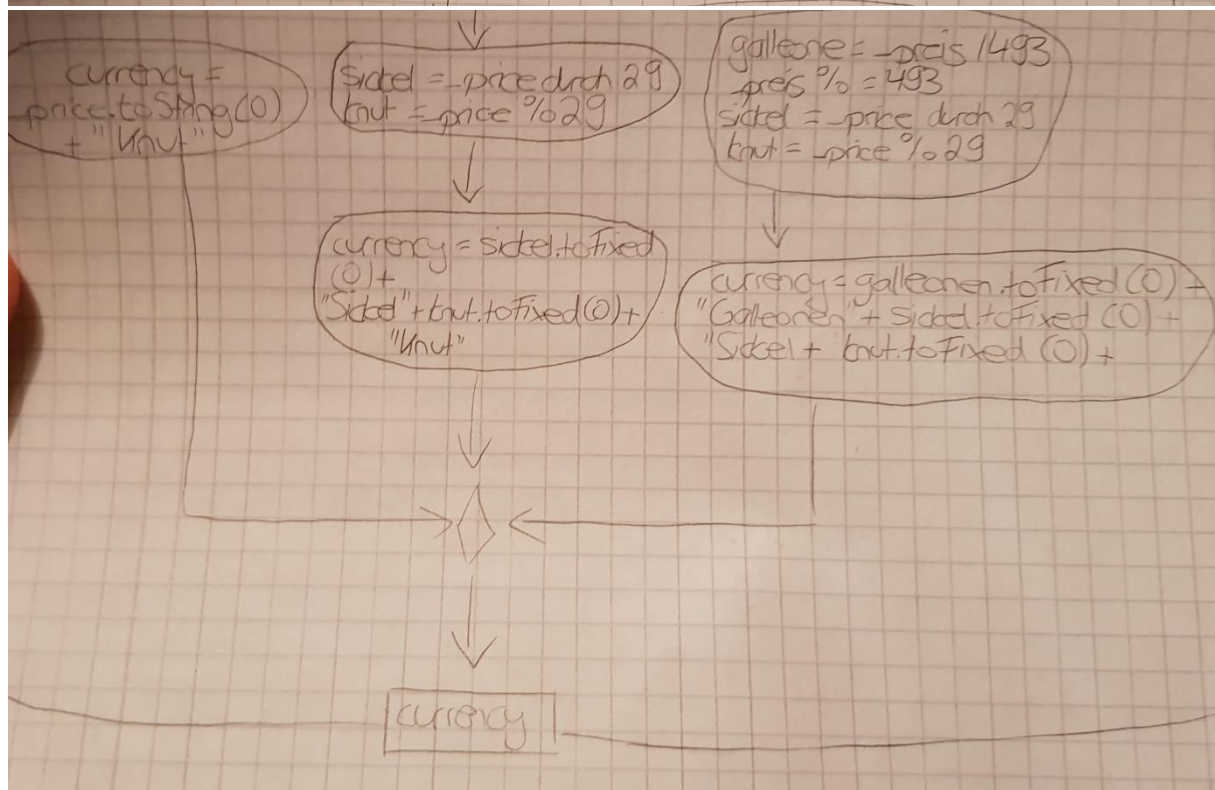 currency =
price.toString(0)
+ "Knut"
sickel = _price durch 29
knut = _price % 29
galleone = _preis / 493
_preis % = 493
sickel = _price durch 29
knut = _price % 29
currency = sickel.toFixed
(0) +
"Sickel" + knut.toFixed(0) +
"Knut"
currency = galleonen.toFixed(0) +
"Galleonen" + sickel.toFixed (0) +
"Sickel + knut.toFixed (0) +
currency